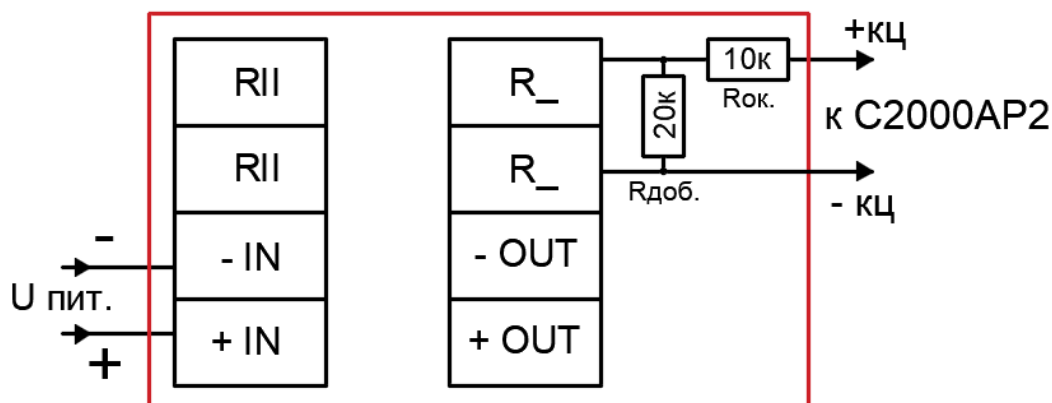 RII
RII
- IN
+ IN
-
U пит.
+
R_
R_
- OUT
+ OUT
10к
Rок.
20к
Rдоб.
+кц
к С2000АР2
- кц